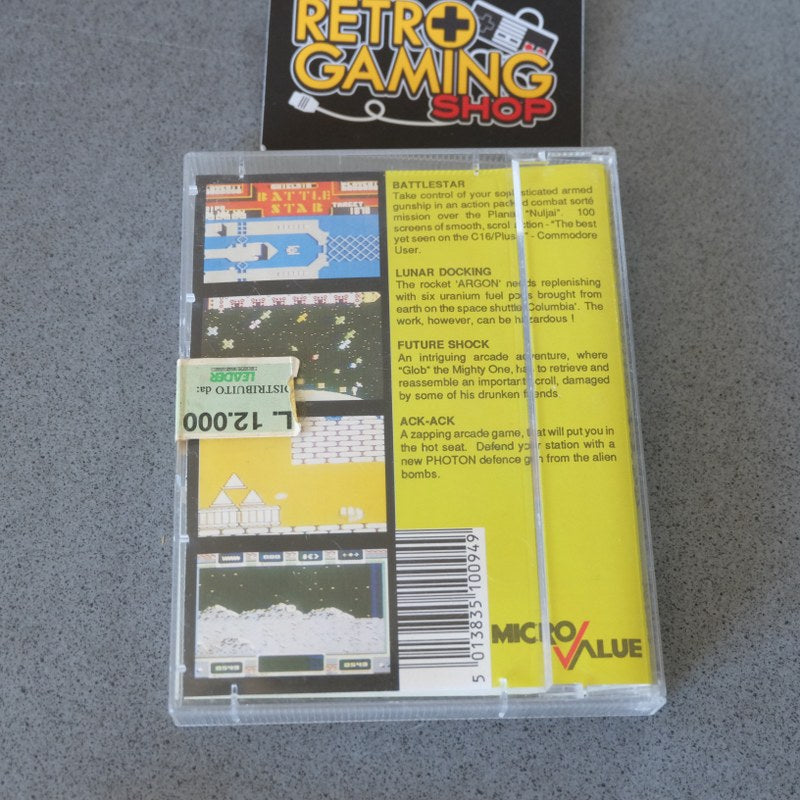 RETRO
GAMING
SHOP
BATTLE
STAR
TARGET
BATTLESTAR
Take control of your sophisticated armed
gunship in an action packed combat sorté
mission over the Planet "Nuljai". 100
screens of smooth, scroll action - "The best
yet seen on the C16/Plus - Commodore
User.
LUNAR DOCKING
The rocket 'ARGON' needs replenishing
with six uranium fuel pods brought from
earth on the space shuttle 'Columbia'. The
work, however, can be hazardous !
FUTURE SHOCK
An intriguing arcade adventure, where
"Glob" the Mighty One, has to retrieve and
reassemble an important scroll, damaged
by some of his drunken friends
ACK-ACK
A zapping arcade game, that will put you in
the hot seat. Defend your station with a
new PHOTON defence gun from the alien
bombs.
LEADER
DISTRIBUITO da:
L. 12.000
0549
0549
5 013835 100949
MICRO
VALUE